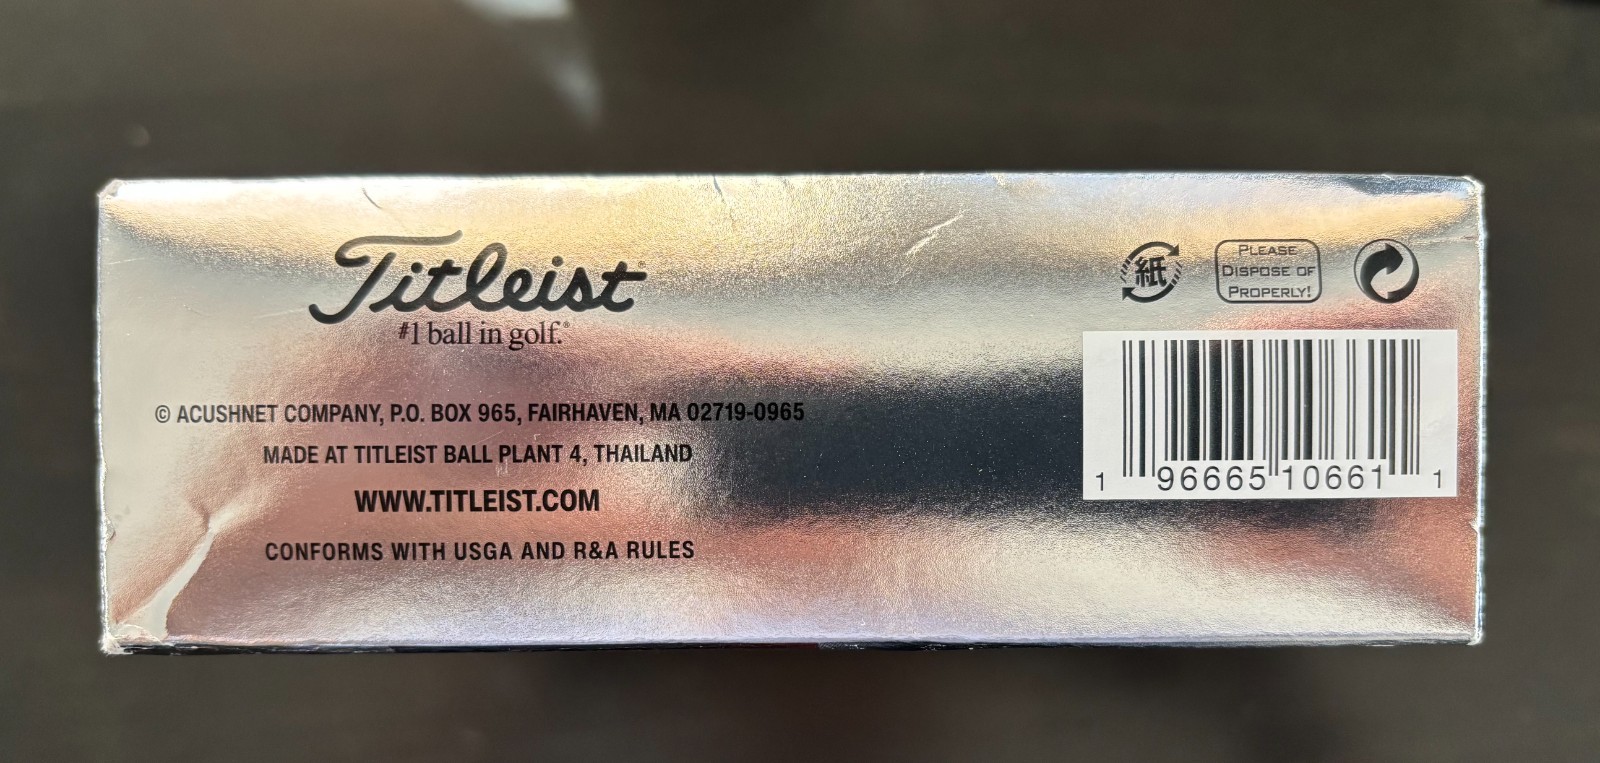 Titleist®
#1 ball in golf.®
© ACUSHNET COMPANY, P.O. BOX 965, FAIRHAVEN, MA 02719-0965
MADE AT TITLEIST BALL PLANT 4, THAILAND
WWW.TITLEIST.COM
CONFORMS WITH USGA AND R&A RULES
紙
PLEASE
DISPOSE OF
PROPERLY!
1 96665 10661 1